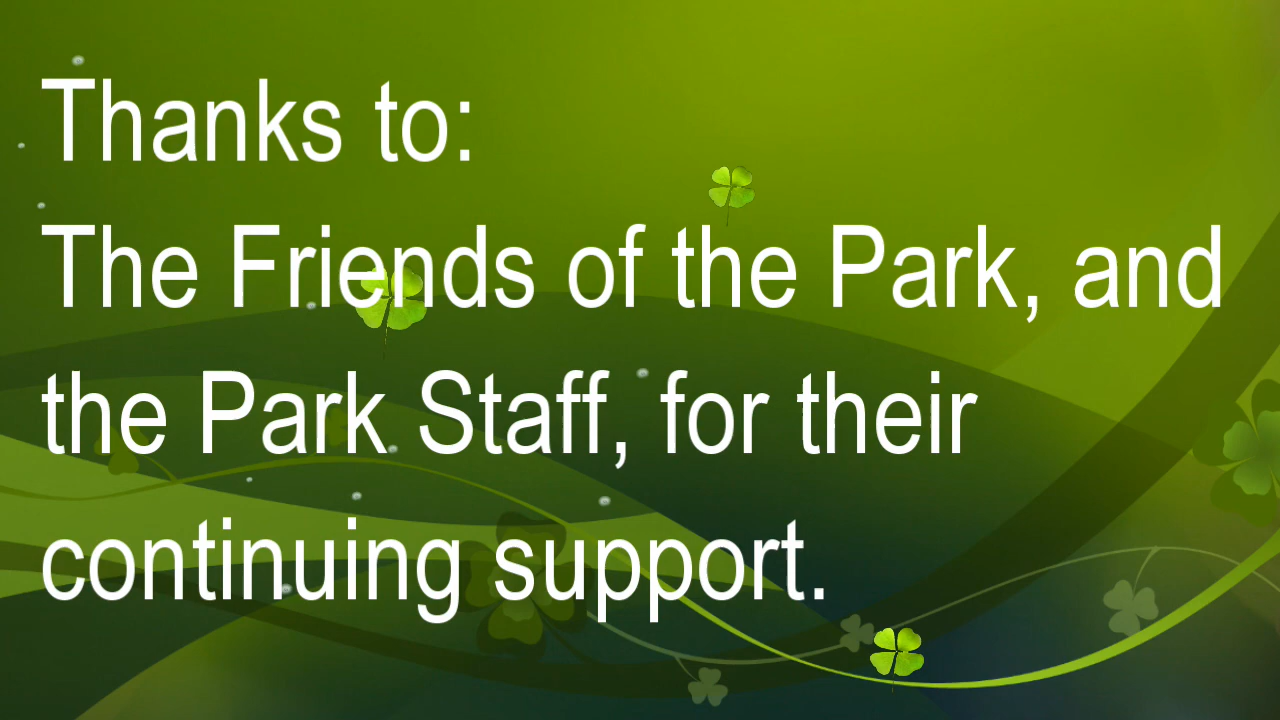 Thanks to:
The Friends of the Park, and
the Park Staff, for their
continuing support.